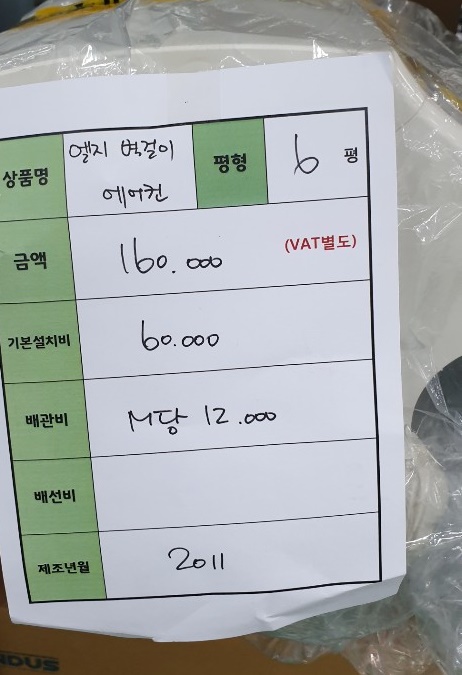 상품명 엘지 벽걸이 에어컨 평형 6 평
금액 160.000 (VAT별도)
기본설치비 60.000
배관비 M당 12.000
배선비
제조년월 2011
NDUS